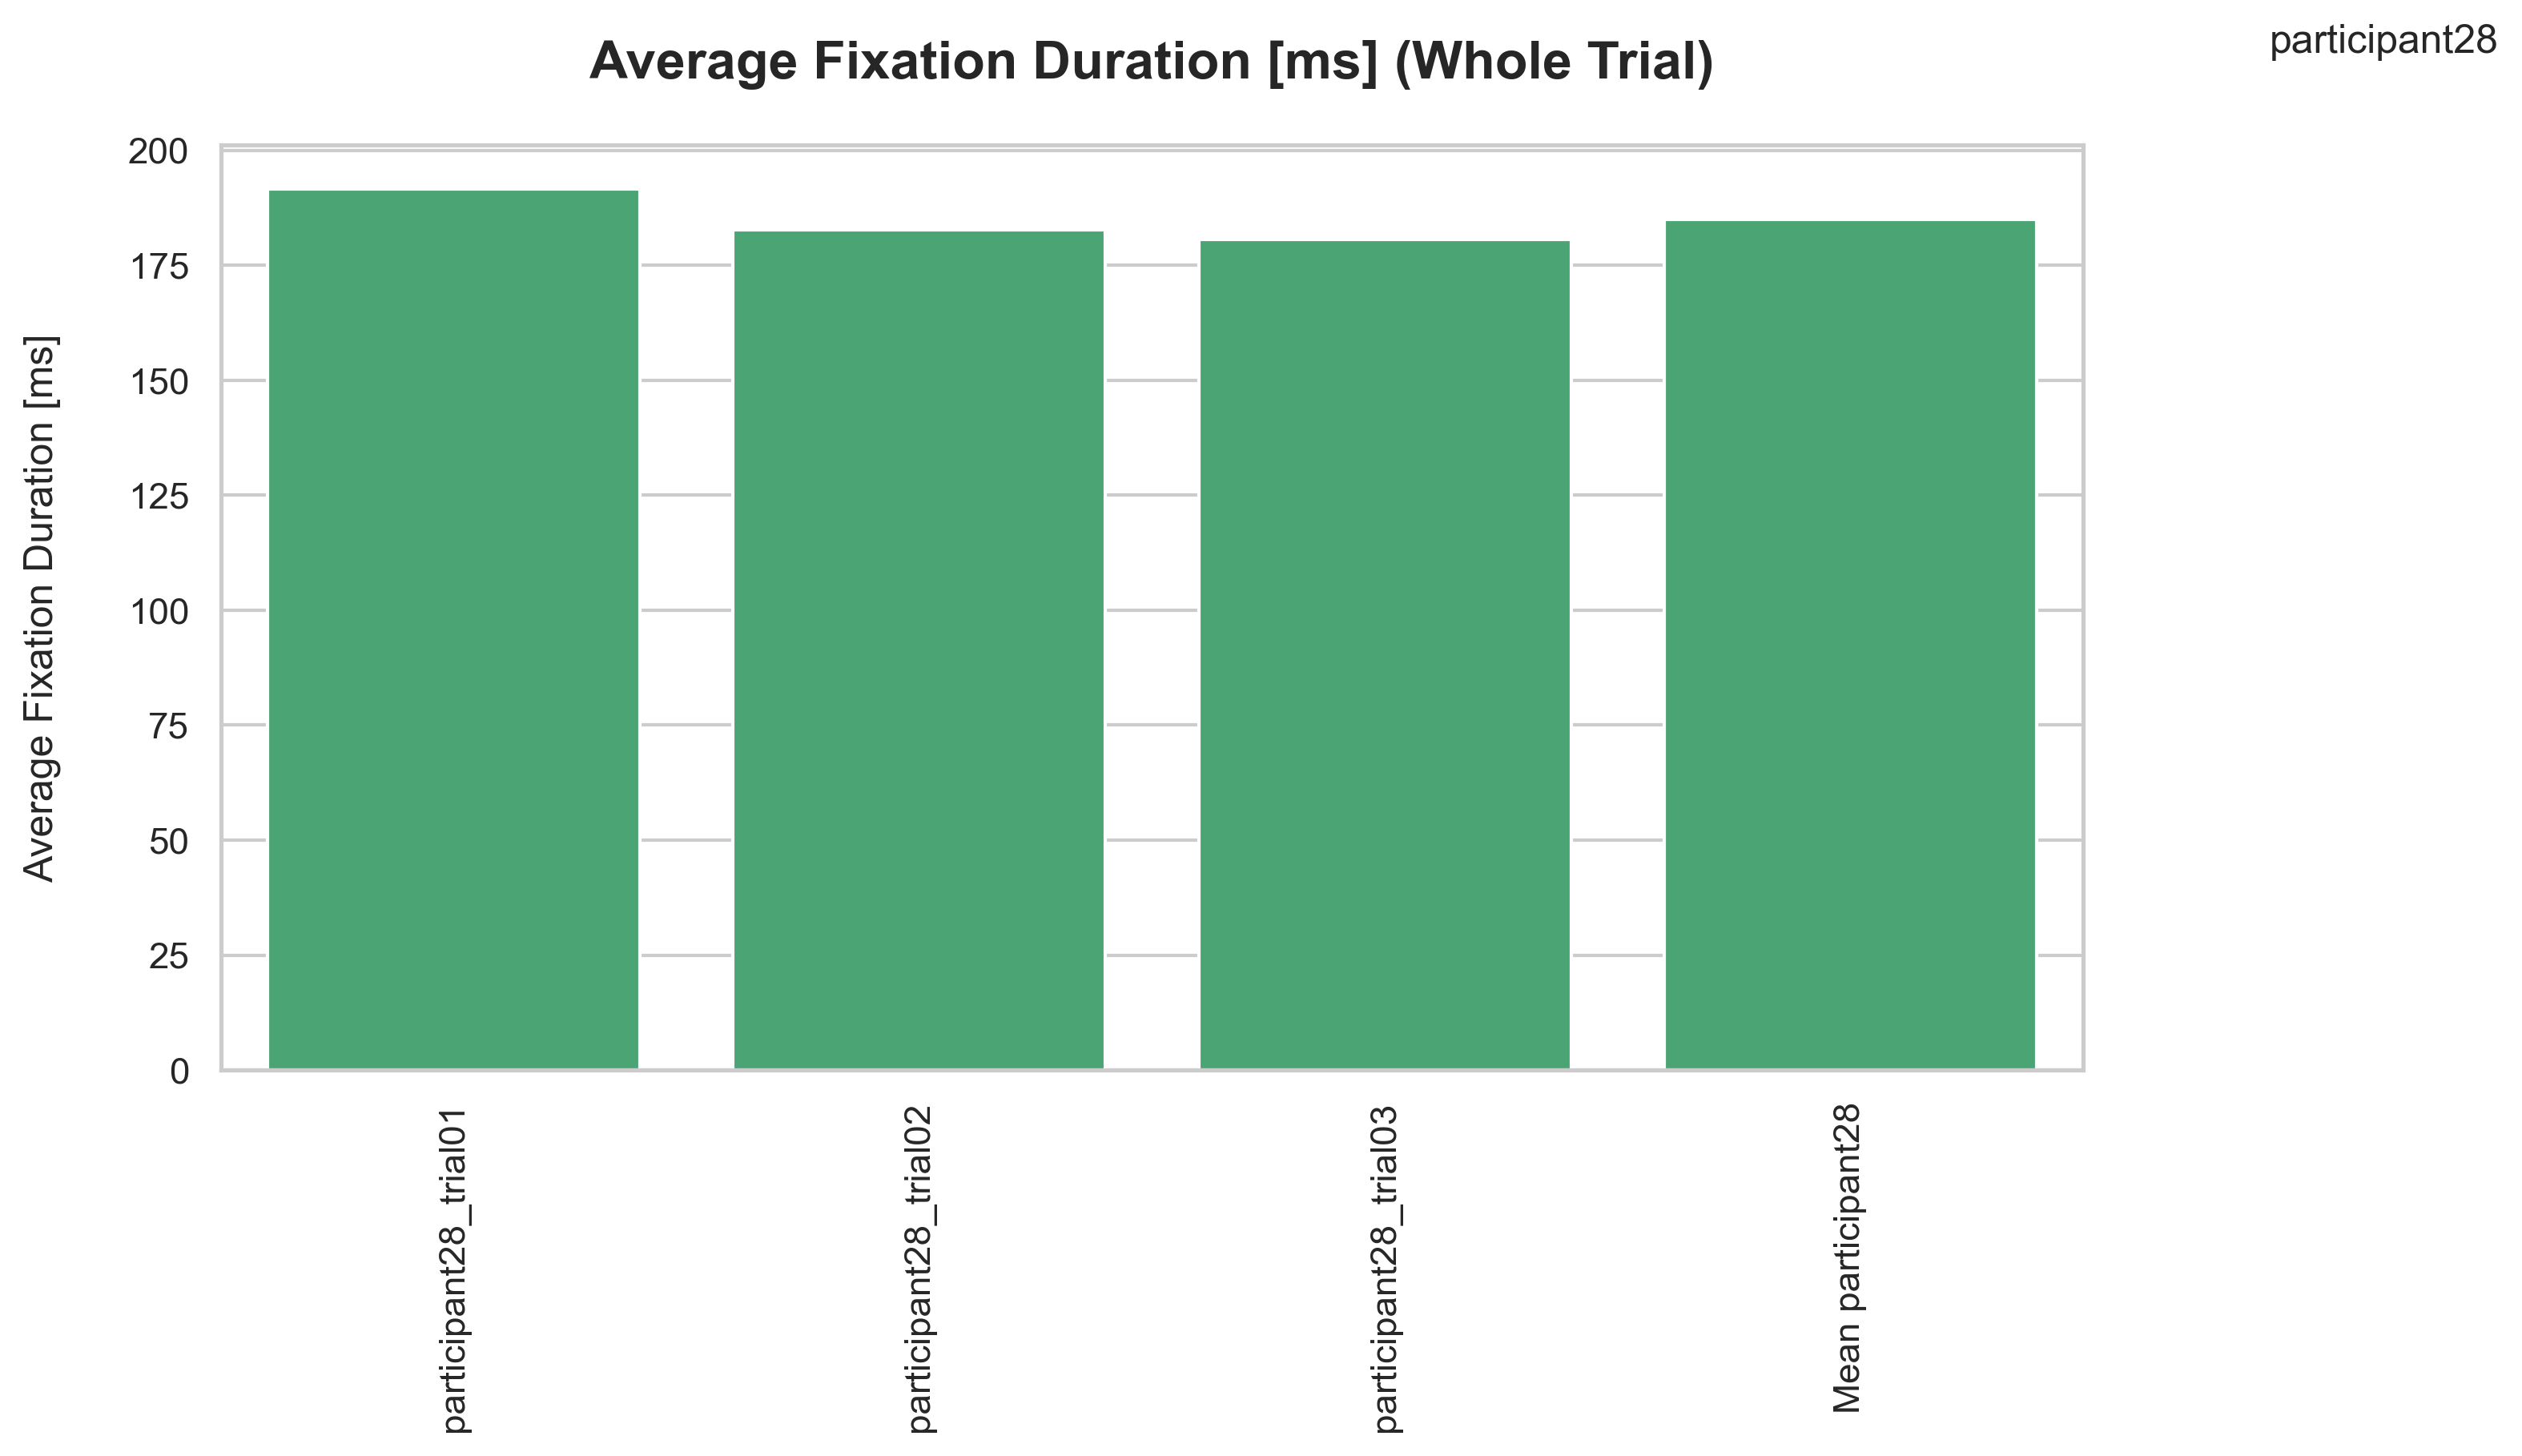 participant28
Average Fixation Duration [ms] (Whole Trial)
Average Fixation Duration [ms]
200
175
150
125
100
75
50
25
0
participant28_trial01
participant28_trial02
participant28_trial03
Mean participant28